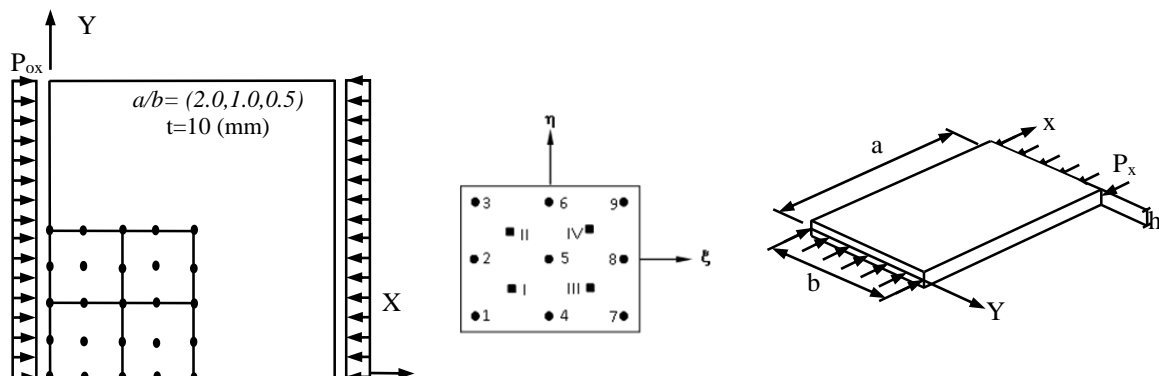 Y
Pox
a/b= (2.0,1.0,0.5)
t=10 (mm)
X
η
3 6 9
II IV
2 5 8
ξ
I III
1 4 7
x
a
Px
h
b
Y